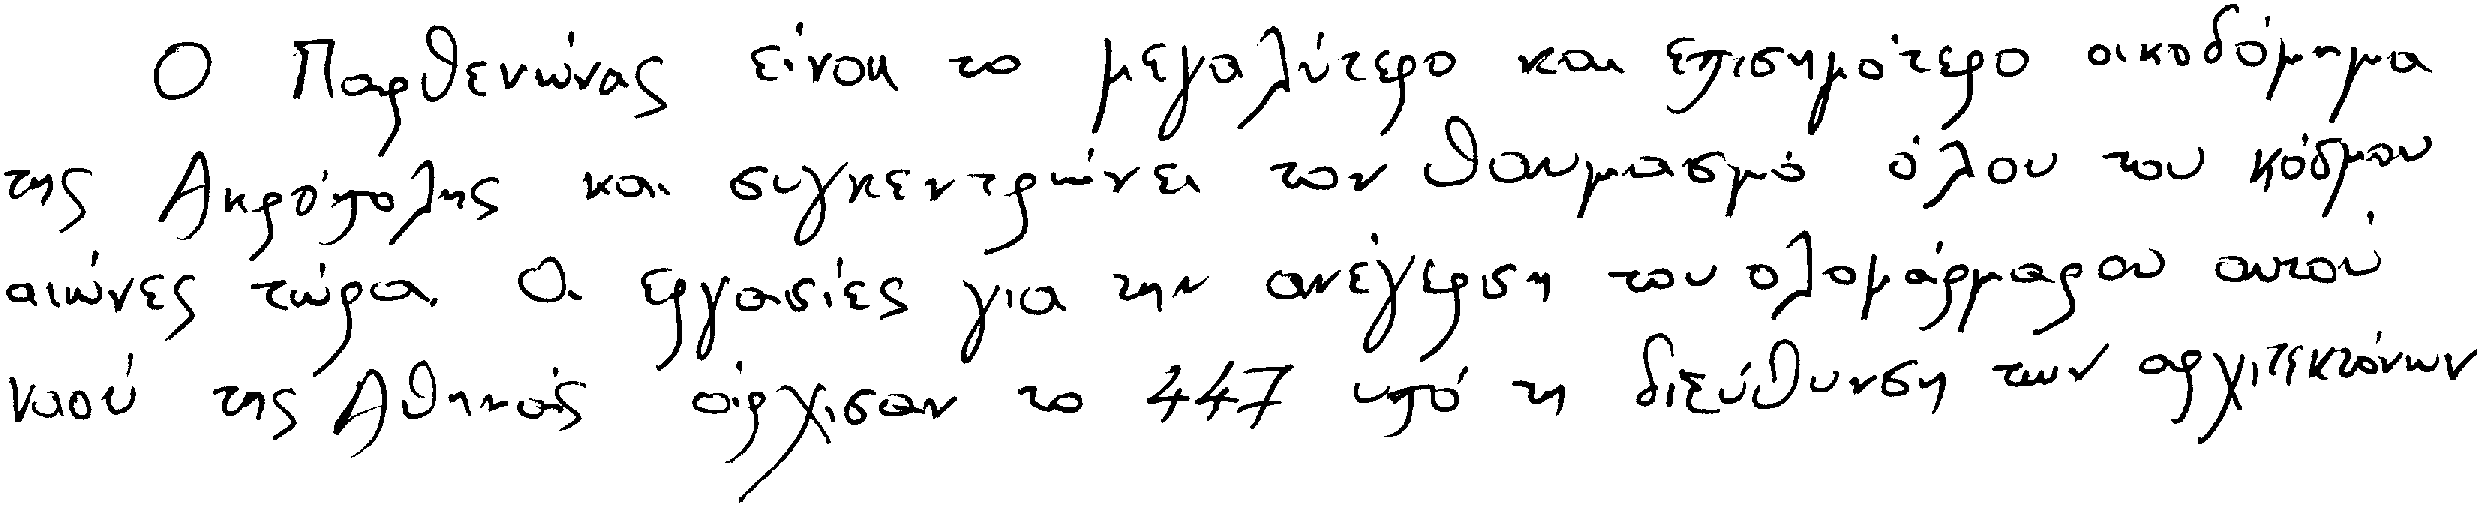 Ο Παρθενώνας είναι το μεγαλύτερο και επισημότερο οικοδόμημα
της Ακρόπολης και συγκεντρώνει τον θαυμασμό όλου του κόσμου
αιώνες τώρα. Οι εργασίες για την ανέγερση του ολομάρμαρου αυτού
ναού της Αθηνάς άρχισαν το 447 υπό τη διεύθυνση των αρχιτεκτόνων